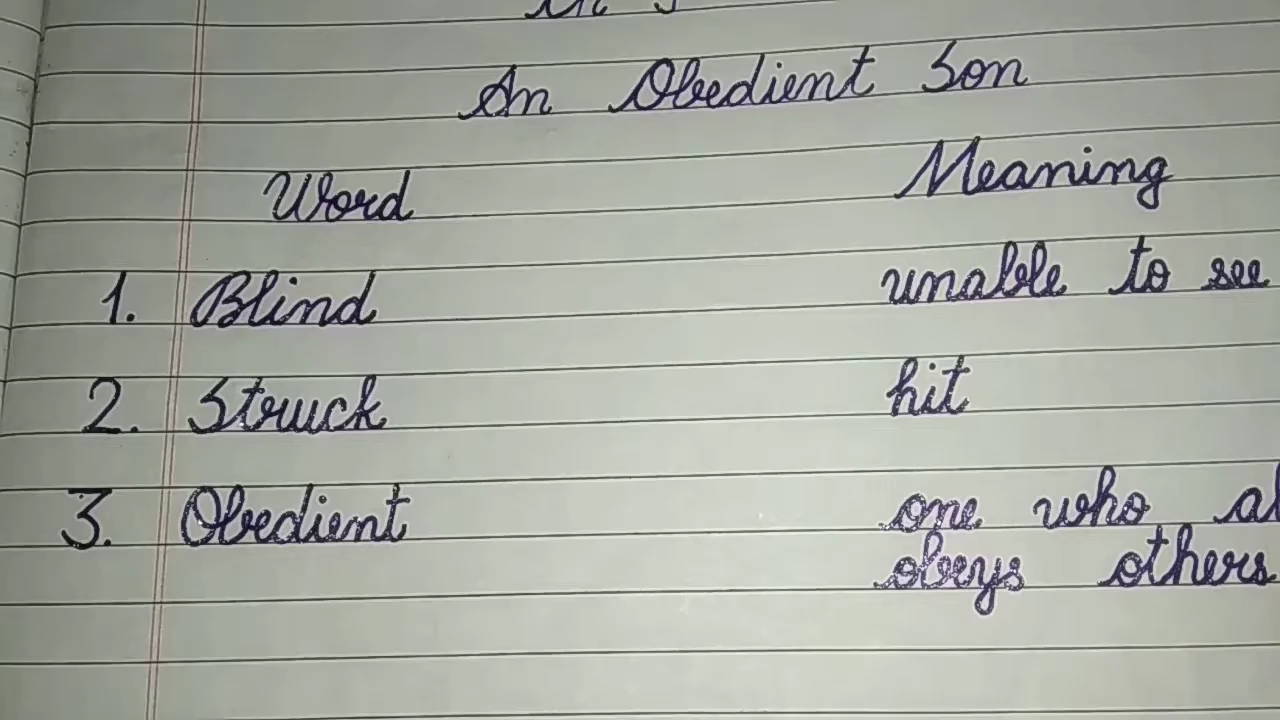 An Obedient Son
Word Meaning
1. Blind unable to see
2. Struck hit
3. Obedient one who
obeys others